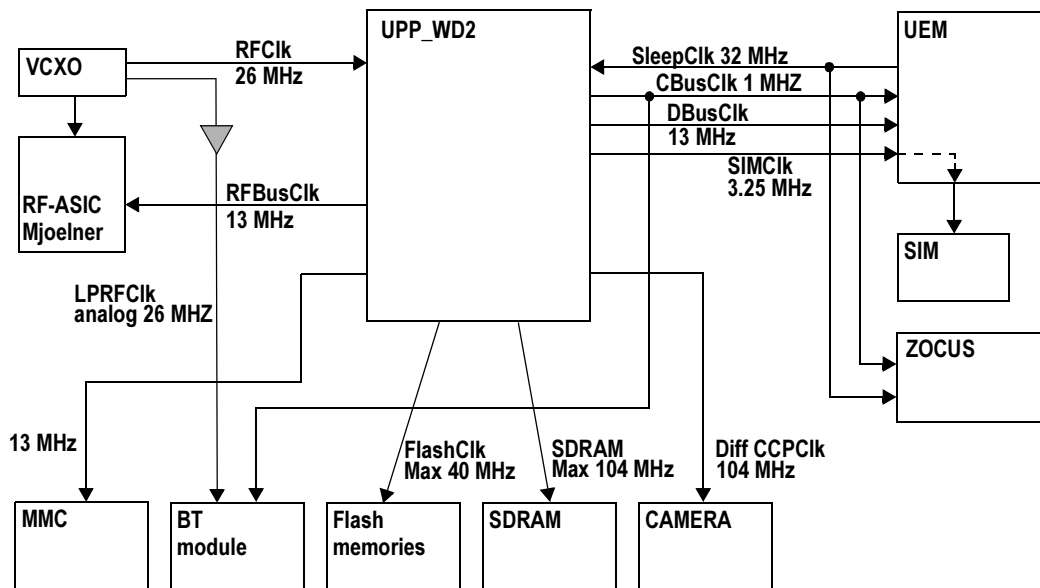 UPP_WD2
UEM
VCXO
RFClk
26 MHz
SleepClk 32 MHz
CBusClk 1 MHZ
DBusClk
13 MHz
SIMClk
3.25 MHz
RF-ASIC
Mjoelner
RFBusClk
13 MHz
SIM
LPRFClk
analog 26 MHZ
ZOCUS
13 MHz
FlashClk
Max 40 MHz
SDRAM
Max 104 MHz
Diff CCPClk
104 MHz
MMC
BT
module
Flash
memories
SDRAM
CAMERA